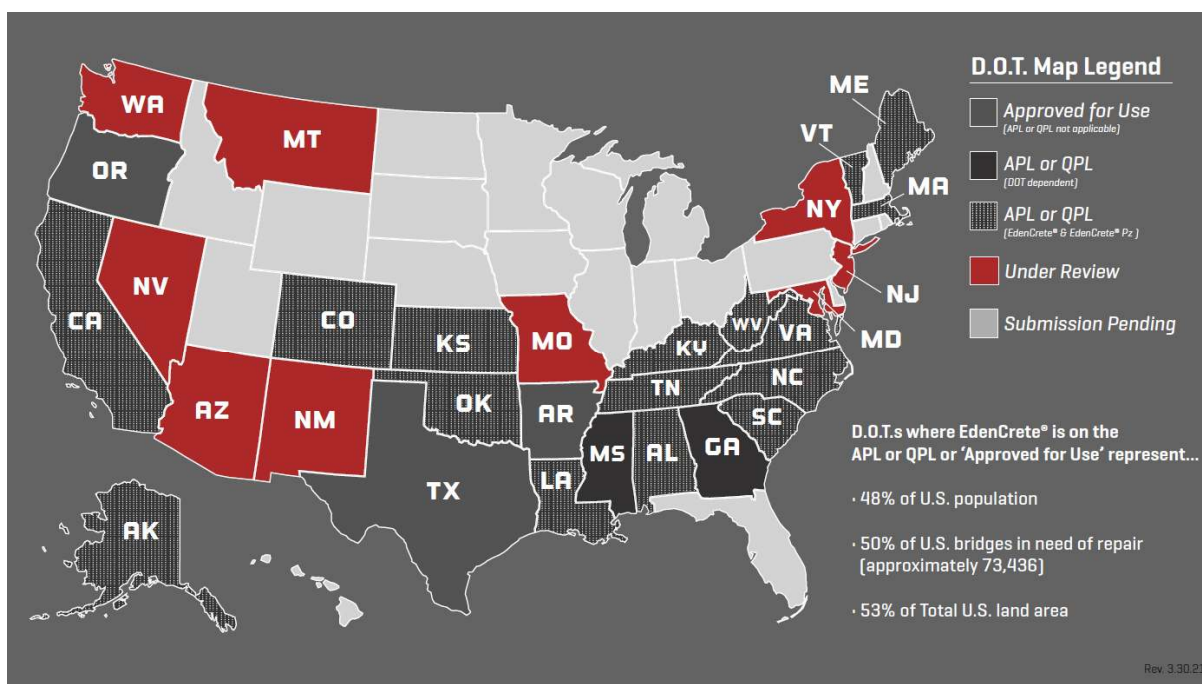 WA
MT
ME
VT
OR
MA
NY
NV
NJ
CA
CO
KS
MO
WV
VA
MD
KY
AZ
NM
OK
AR
TN
NC
SC
MS
AL
GA
TX
LA
AK
D.O.T. Map Legend
Approved for Use
(APL or QPL not applicable)
APL or QPL
(DOT dependent)
APL or QPL
(EdenCrete® & EdenCrete® Pz )
Under Review
Submission Pending
D.O.T.s where EdenCrete® is on the
APL or QPL or ‘Approved for Use’ represent...
· 48% of U.S. population
· 50% of U.S. bridges in need of repair
(approximately 73,436)
· 53% of Total U.S. land area
Rev. 3.30.21